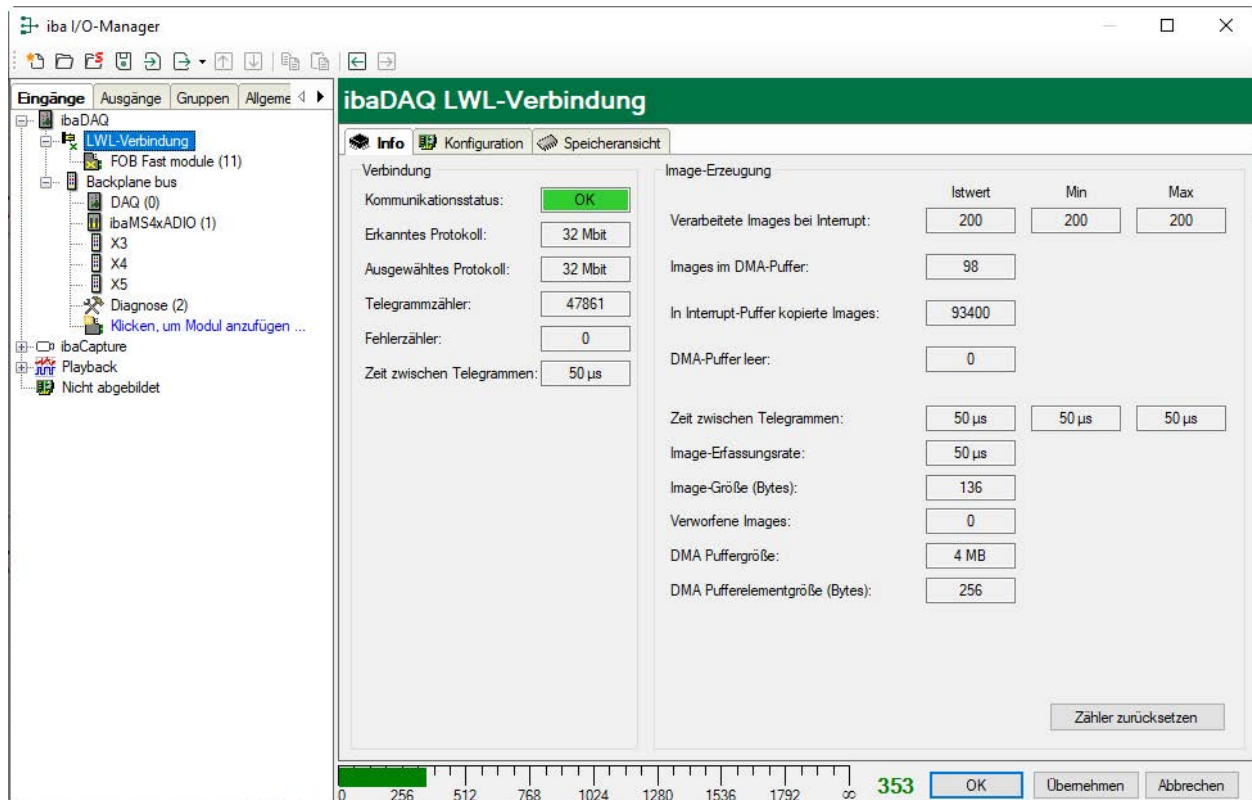 iba I/O-Manager
Eingänge Ausgänge Gruppen Allgeme
ibaDAQ
LWL-Verbindung
FOB Fast module (11)
Backplane bus
DAQ (0)
ibaMS4xADIO (1)
X3
X4
X5
Diagnose (2)
Klicken, um Modul anzufügen ...
ibaCapture
Playback
Nicht abgebildet
ibaDAQ LWL-Verbindung
Info Konfiguration Speicheransicht
Verbindung
Kommunikationsstatus: OK
Erkanntes Protokoll: 32 Mbit
Ausgewähltes Protokoll: 32 Mbit
Telegrammzähler: 47861
Fehlerzähler: 0
Zeit zwischen Telegrammen: 50 µs
Image-Erzeugung
Istwert Min Max
Verarbeitete Images bei Interrupt: 200 200 200
Images im DMA-Puffer: 98
In Interrupt-Puffer kopierte Images: 93400
DMA-Puffer leer: 0
Zeit zwischen Telegrammen: 50 µs 50 µs 50 µs
Image-Erfassungsrate: 50 µs
Image-Größe (Bytes): 136
Verworfene Images: 0
DMA Puffergröße: 4 MB
DMA Pufferelementgröße (Bytes): 256
Zähler zurücksetzen
0 256 512 768 1024 1280 1536 1792 ∞
353 OK Übernehmen Abbrechen